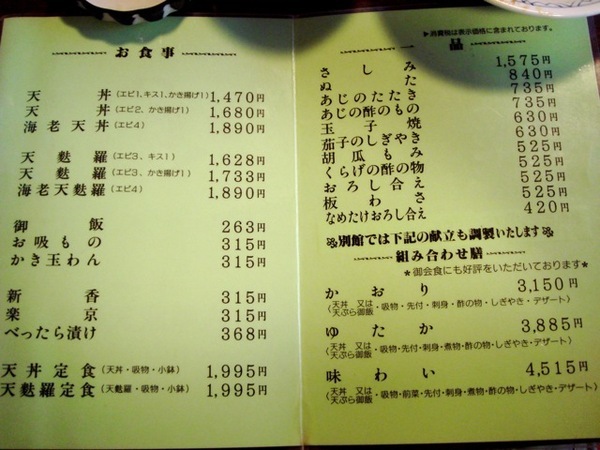 お食事
天丼(エビ1、キス1、かき揚げ1) 1,470円
天丼(エビ2、かき揚げ1) 1,680円
海老天丼(エビ4) 1,890円
天麩羅(エビ3、キス1) 1,628円
天麩羅(エビ3、かき揚げ1) 1,733円
海老天麩羅(エビ4) 1,890円
御飯 263円
お吸もの 315円
かき玉わん 315円
新香 315円
楽京 315円
べったら漬け 368円
天丼定食(天丼・吸物・小鉢) 1,995円
天麩羅定食(天麩羅・吸物・小鉢) 1,995円
▶消費税は表示価格に含まれております。
一品
さしみ 1,575円
ぬた 840円
あじのたたき 735円
あじの酢のもの 735円
玉子焼 630円
茄子のしぎやき 630円
胡瓜もみ 525円
くらげの酢の物 525円
おろし合え 525円
板わさ 525円
なめたけおろし合え 420円
別館では下記の献立も調製いたします
組み合わせ膳
*御会食にも好評をいただいております*
かおり 3,150円
〈天丼又は天ぷら御飯・吸物・先付・刺身・酢の物・しぎやき・デザート〉
ゆたか 3,885円
〈天丼又は天ぷら御飯・吸物・先付・刺身・煮物・酢の物・しぎやき・デザート〉
味わい 4,515円
〈天丼又は天ぷら御飯・吸物・前菜・先付・刺身・煮物・酢の物・しぎやき・デザート〉